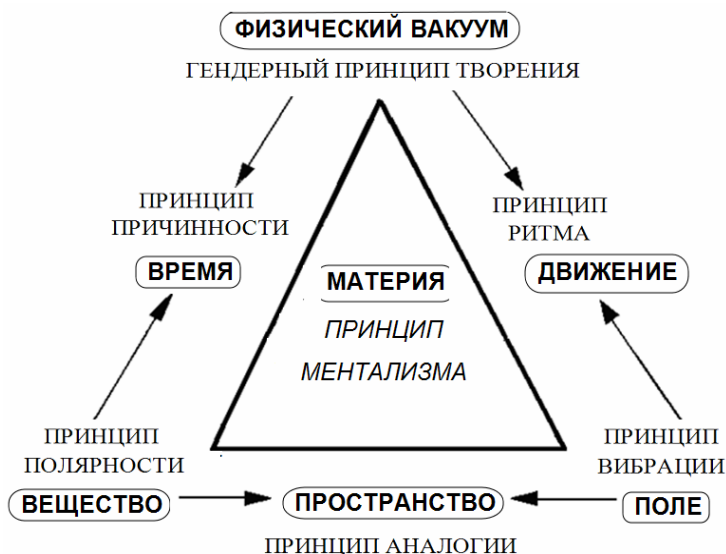 ФИЗИЧЕСКИЙ ВАКУУМ
ГЕНДЕРНЫЙ ПРИНЦИП ТВОРЕНИЯ
ПРИНЦИП
ПРИЧИННОСТИ
ВРЕМЯ
ПРИНЦИП
РИТМА
ДВИЖЕНИЕ
МАТЕРИЯ
ПРИНЦИП
МЕНТАЛИЗМА
ПРИНЦИП
ПОЛЯРНОСТИ
ВЕЩЕСТВО
ПРОСТРАНСТВО
ПРИНЦИП АНАЛОГИИ
ПРИНЦИП
ВИБРАЦИИ
ПОЛЕ